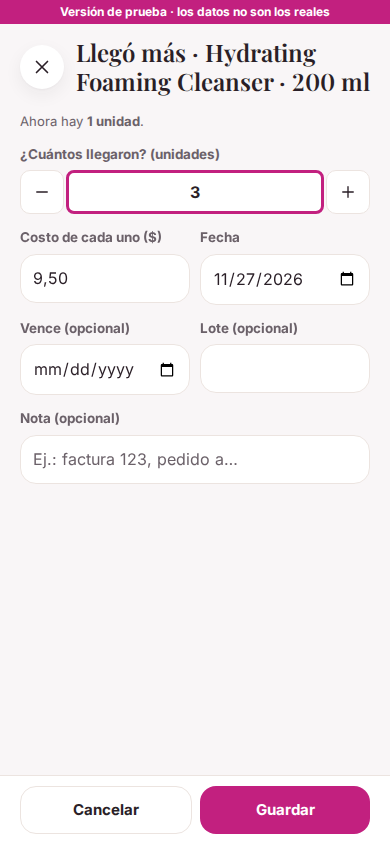 Versión de prueba · los datos no son los reales
Llegó más · Hydrating
Foaming Cleanser · 200 ml
Ahora hay 1 unidad.
¿Cuántos llegaron? (unidades)
− 3 +
Costo de cada uno ($) Fecha
9,50 11/27/2026
Vence (opcional) Lote (opcional)
mm/dd/yyyy
Nota (opcional)
Ej.: factura 123, pedido a...
Cancelar Guardar